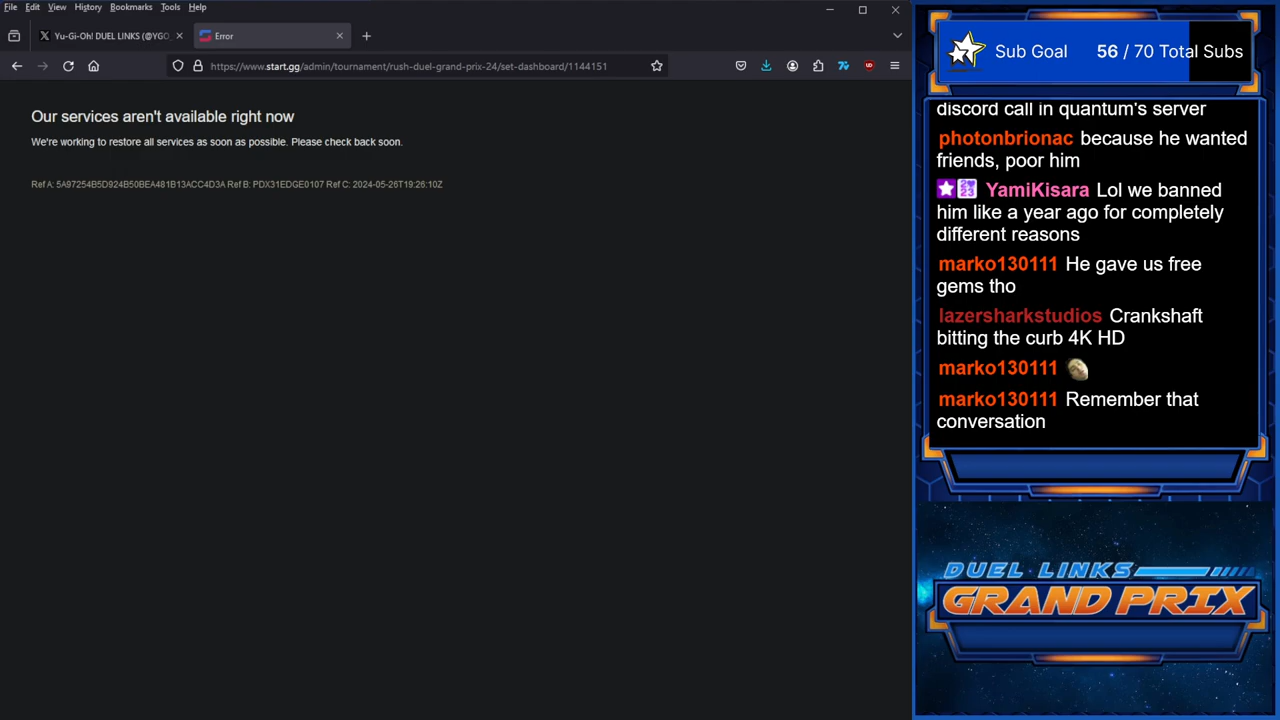 File Edit View History Bookmarks Tools Help
Yu-Gi-Oh! DUEL LINKS (@YGO_
Error
https://www.start.gg/admin/tournament/rush-duel-grand-prix-24/set-dashboard/1144151
Our services aren't available right now
We're working to restore all services as soon as possible. Please check back soon.
Ref A: 5A97254B5D924B50BEA481B13ACC4D3A Ref B: PDX31EDGE0107 Ref C: 2024-05-26T19:26:10Z
Sub Goal 56 / 70 Total Subs
discord call in quantum's server
photonbrionac because he wanted
friends, poor him
YamiKisara Lol we banned
him like a year ago for completely
different reasons
marko130111 He gave us free
gems tho
lazersharkstudios Crankshaft
bitting the curb 4K HD
marko130111
marko130111 Remember that
conversation
DUEL LINKS
GRAND PRIX